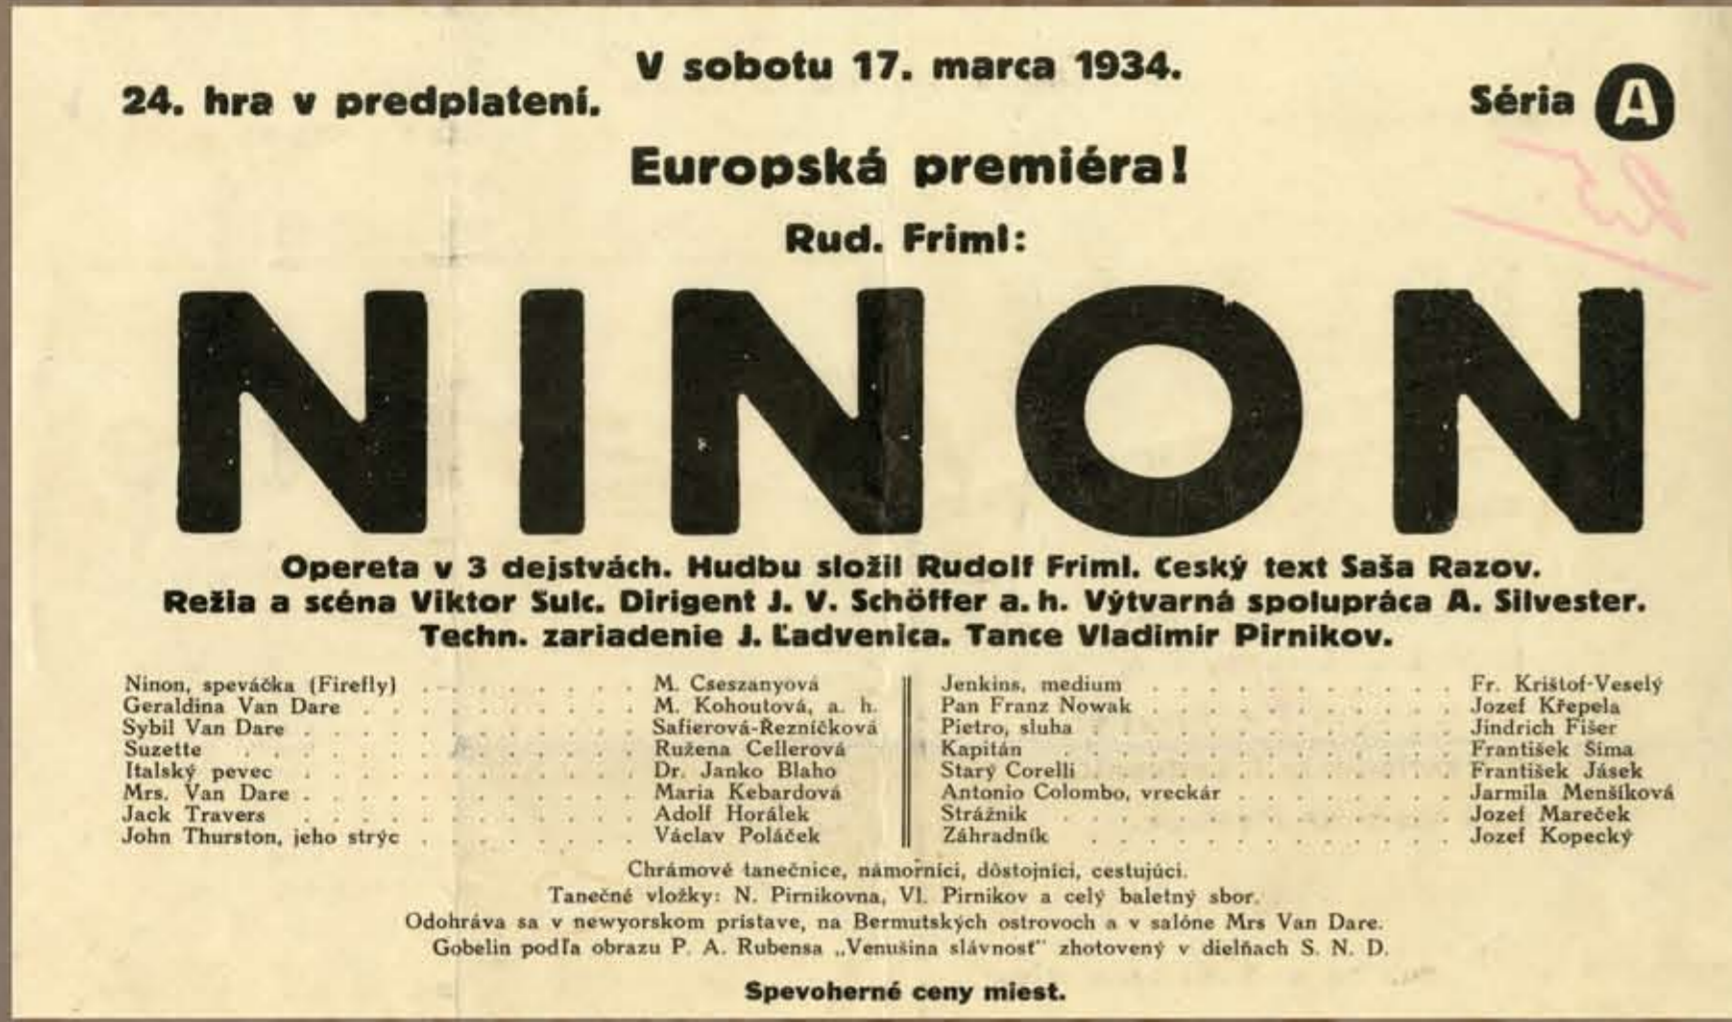 V sobotu 17. marca 1934.
24. hra v predplatení.
Séria A
Europská premiéra!
Rud. Friml:
NINON
Opereta v 3 dejstvách. Hudbu složil Rudolf Friml. Český text Saša Razov.
Režia a scéna Viktor Šulc. Dirigent J. V. Schöffer a. h. Výtvarná spolupráca A. Silvester.
Techn. zariadenie J. Ľadvenica. Tance Vladimir Pirnikov.
Ninon, speváčka (Firefly) . . . . . . . . M. Cseszanyová
Geraldina Van Dare . . . . . . . . . . M. Kohoutová, a. h.
Sybil Van Dare . . . . . . . . . . . . Safierová-Řezníčková
Suzette . . . . . . . . . . . . . . Ružena Cellerová
Italský pevec . . . . . . . . . . . . Dr. Janko Blaho
Mrs. Van Dare . . . . . . . . . . . . Maria Kebardová
Jack Travers . . . . . . . . . . . . . Adolf Horálek
John Thurston, jeho strýc . . . . . . . . Václav Poláček
Jenkins, medium . . . . . . . . . . . Fr. Krištof-Veselý
Pan Franz Nowak . . . . . . . . . . . Jozef Křepela
Pietro, sluha . . . . . . . . . . . . . Jindrich Fišer
Kapitán . . . . . . . . . . . . . . František Šíma
Starý Corelli . . . . . . . . . . . . . František Jásek
Antonio Colombo, vreckár . . . . . . . . Jarmila Menšíková
Strážnik . . . . . . . . . . . . . . Jozef Mareček
Záhradník . . . . . . . . . . . . . Jozef Kopecký
Chrámové tanečnice, námorníci, dôstojníci, cestujúci.
Tanečné vložky: N. Pirnikovna, Vl. Pirnikov a celý baletný sbor.
Odohráva sa v newyorskom prístave, na Bermutských ostrovoch a v salóne Mrs Van Dare.
Gobelin podľa obrazu P. A. Rubensa „Venušina slávnosť" zhotovený v dielňach S. N. D.
Spevoherné ceny miest.